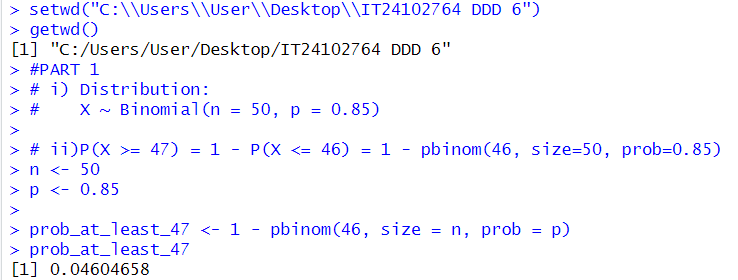 > setwd("C:\\Users\\User\\Desktop\\IT24102764 DDD 6")
> getwd()
[1] "C:/Users/User/Desktop/IT24102764 DDD 6"
> #PART 1
> # i) Distribution:
> #    X ~ Binomial(n = 50, p = 0.85)
>
> # ii)P(X >= 47) = 1 - P(X <= 46) = 1 - pbinom(46, size=50, prob=0.85)
> n <- 50
> p <- 0.85
>
> prob_at_least_47 <- 1 - pbinom(46, size = n, prob = p)
> prob_at_least_47
[1] 0.04604658